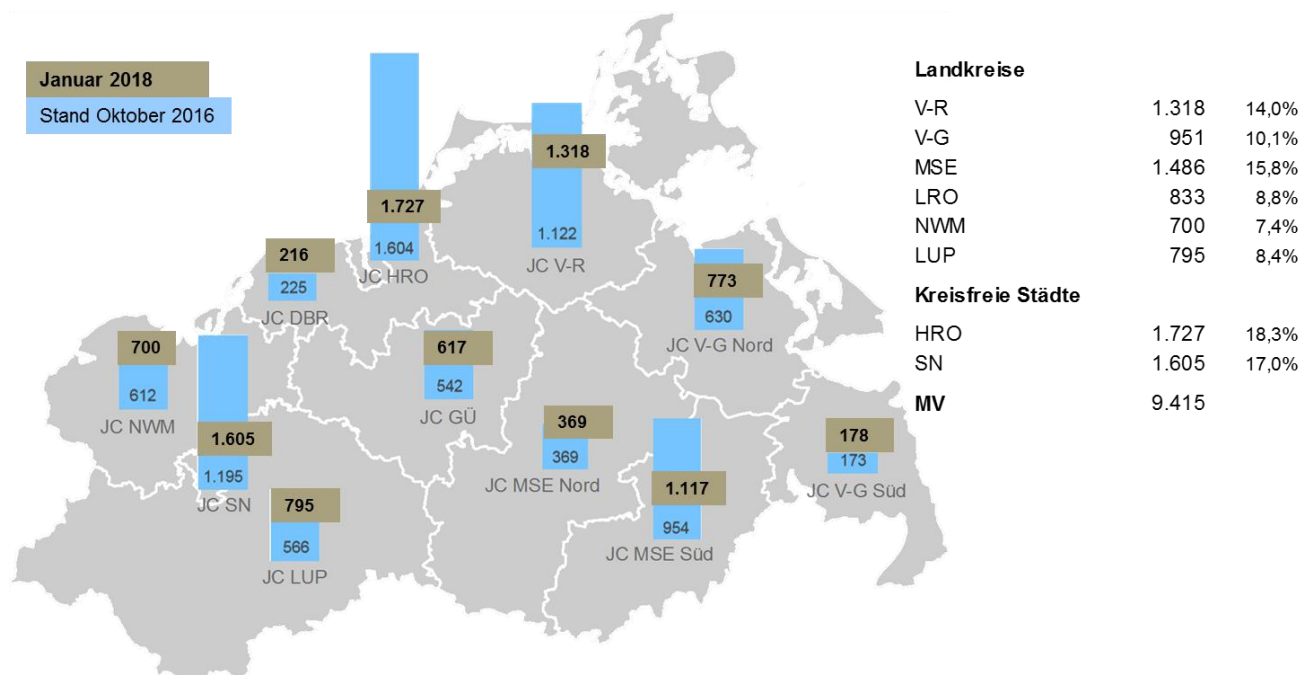 Januar 2018
Stand Oktober 2016
1.727
1.604
JC HRO
1.318
1.122
JC V-R
216
225
JC DBR
773
630
JC V-G Nord
700
612
JC NWM
617
542
JC GÜ
1.605
1.195
JC SN
369
369
JC MSE Nord
178
173
JC V-G Süd
1.117
954
JC MSE Süd
795
566
JC LUP
Landkreise
V-R 1.318 14,0%
V-G 951 10,1%
MSE 1.486 15,8%
LRO 833 8,8%
NWM 700 7,4%
LUP 795 8,4%
Kreisfreie Städte
HRO 1.727 18,3%
SN 1.605 17,0%
MV 9.415